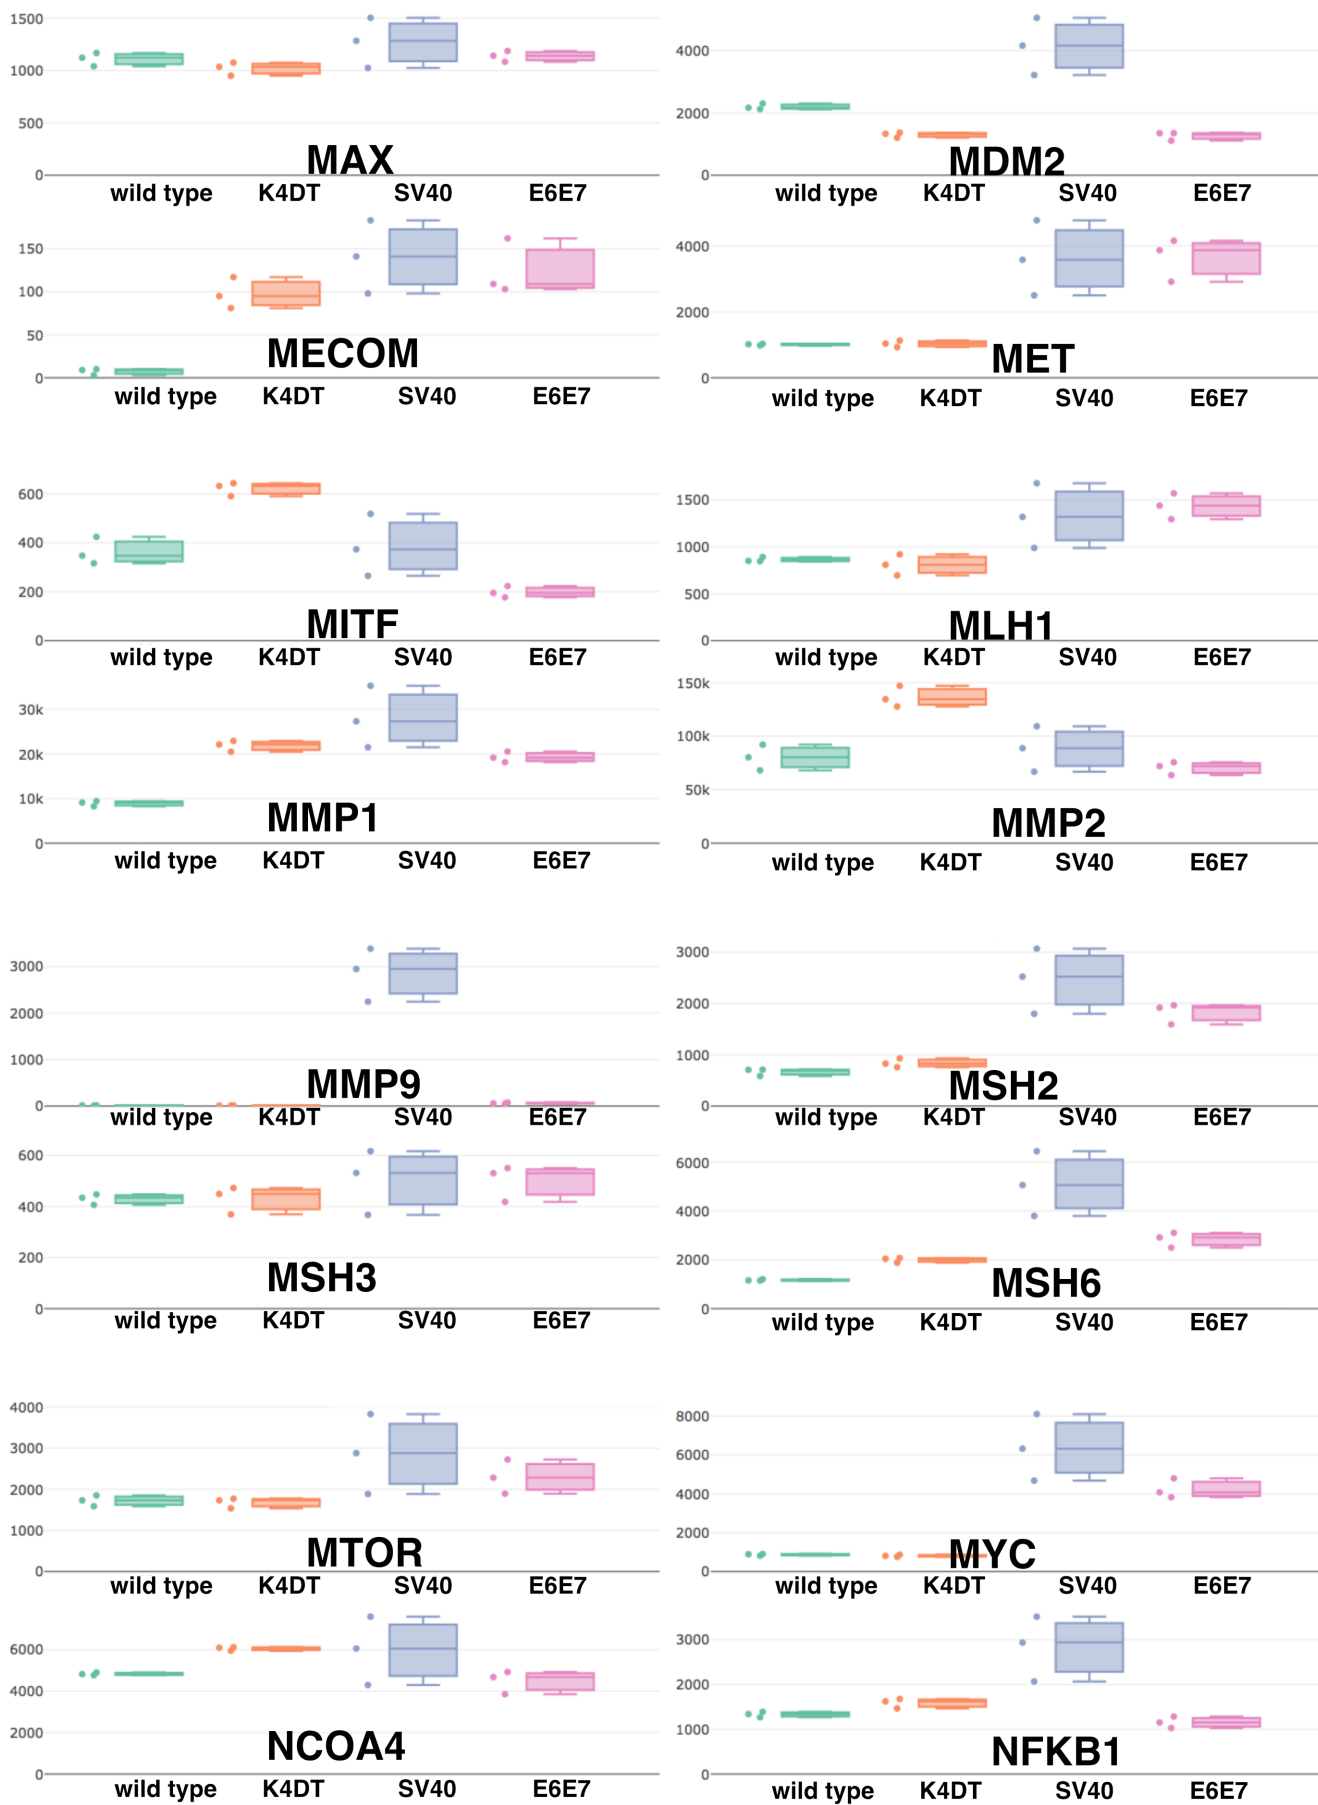 1500
1000
500
0
MAX
wild type K4DT SV40 E6E7
4000
2000
0
MDM2
wild type K4DT SV40 E6E7
150
100
50
0
MECOM
wild type K4DT SV40 E6E7
4000
2000
0
MET
wild type K4DT SV40 E6E7
600
400
200
0
MITF
wild type K4DT SV40 E6E7
1500
1000
500
0
MLH1
wild type K4DT SV40 E6E7
30k
20k
10k
0
MMP1
wild type K4DT SV40 E6E7
150k
100k
50k
0
MMP2
wild type K4DT SV40 E6E7
3000
2000
1000
0
MMP9
wild type K4DT SV40 E6E7
3000
2000
1000
0
MSH2
wild type K4DT SV40 E6E7
600
400
200
0
MSH3
wild type K4DT SV40 E6E7
6000
4000
2000
0
MSH6
wild type K4DT SV40 E6E7
4000
3000
2000
1000
0
MTOR
wild type K4DT SV40 E6E7
8000
6000
4000
2000
0
MYC
wild type K4DT SV40 E6E7
6000
4000
2000
0
NCOA4
wild type K4DT SV40 E6E7
3000
2000
1000
0
NFKB1
wild type K4DT SV40 E6E7